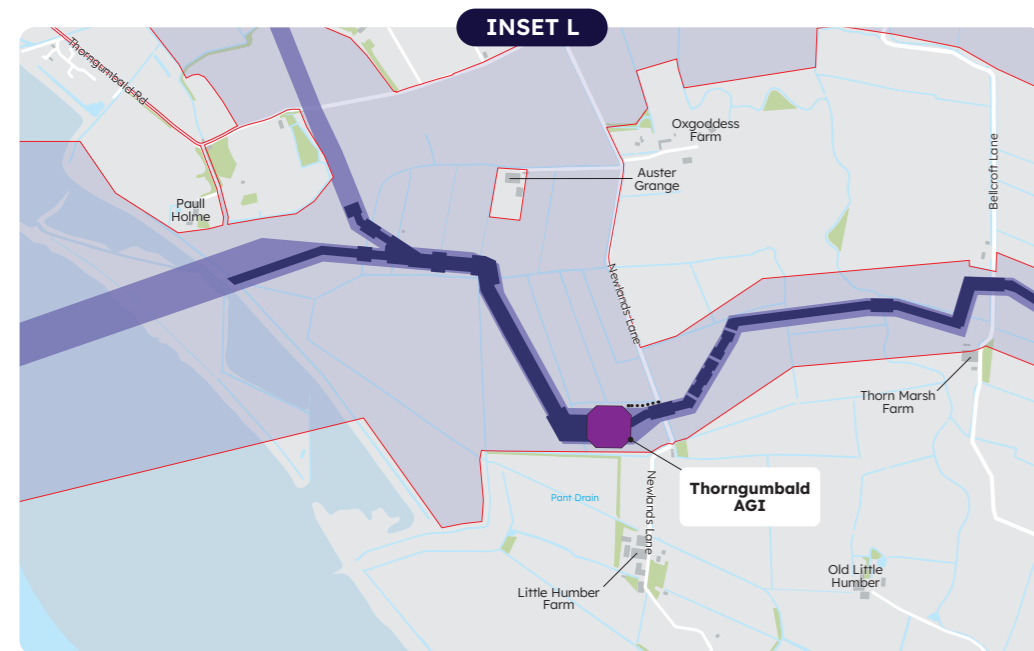 INSET L
Thorngumbald Rd
Oxgoddess
Farm
Bellcroft Lane
Auster
Grange
Paull
Holme
Newlands Lane
Thorn Marsh
Farm
Thorngumbald
AGI
Pant Drain
Newlands Lane
Old Little
Humber
Little Humber
Farm